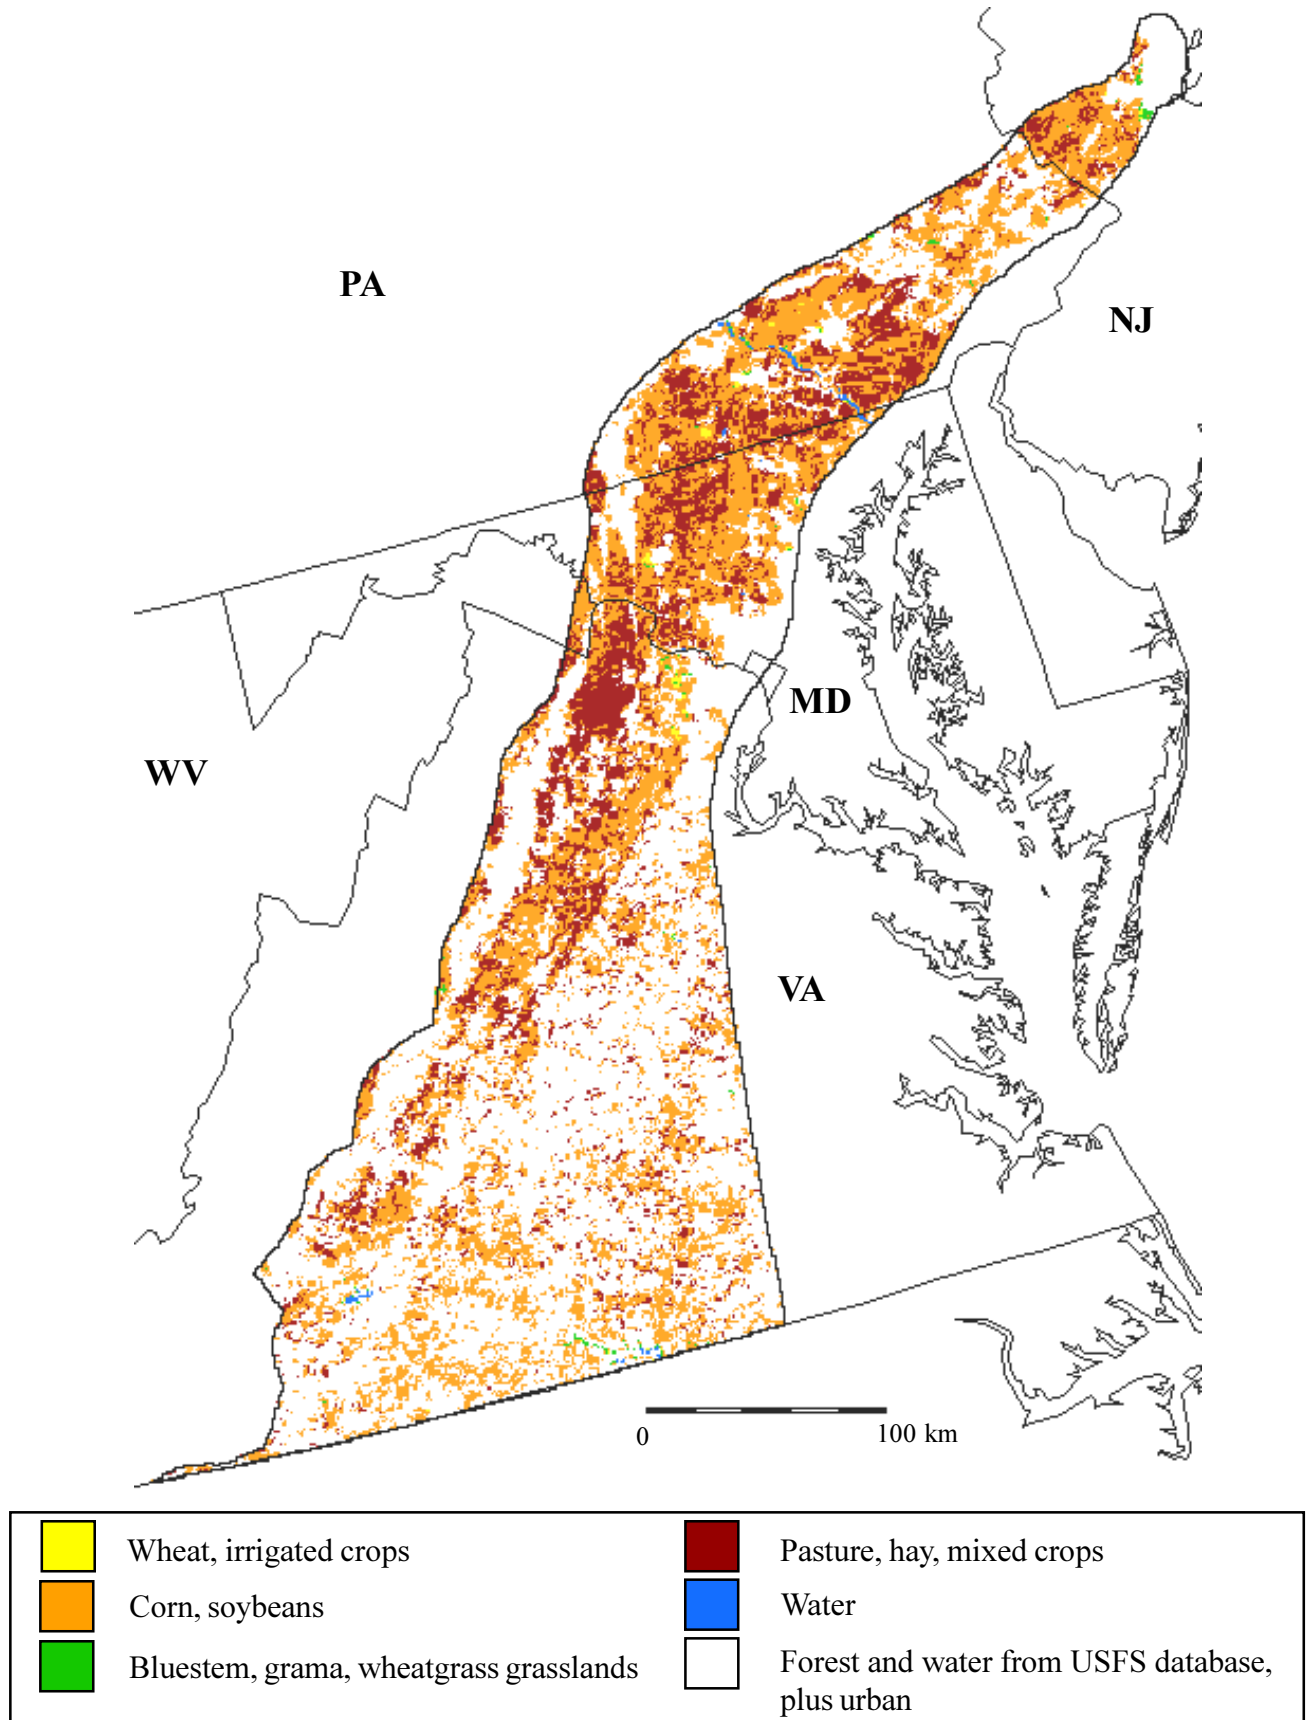 PA
NJ
MD
WV
VA
0
100 km
Wheat, irrigated crops
Pasture, hay, mixed crops
Corn, soybeans
Water
Bluestem, grama, wheatgrass grasslands
Forest and water from USFS database,
plus urban